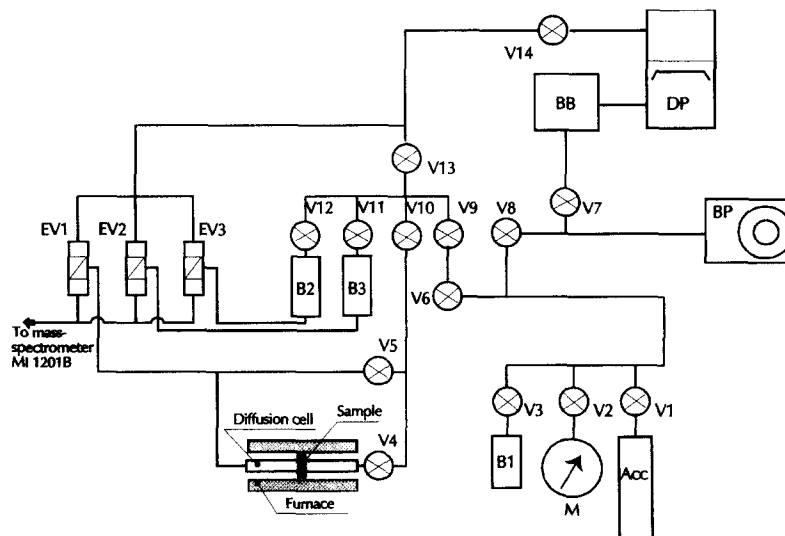 V14
BB
DP
V13
V12
V11
V10
V9
V8
V7
BP
EV1
EV2
EV3
B2
B3
V6
To mass-
spectrometer
MI 1201B
V5
Diffusion cell
Sample
V4
Furnace
V3
V2
V1
B1
M
Acc